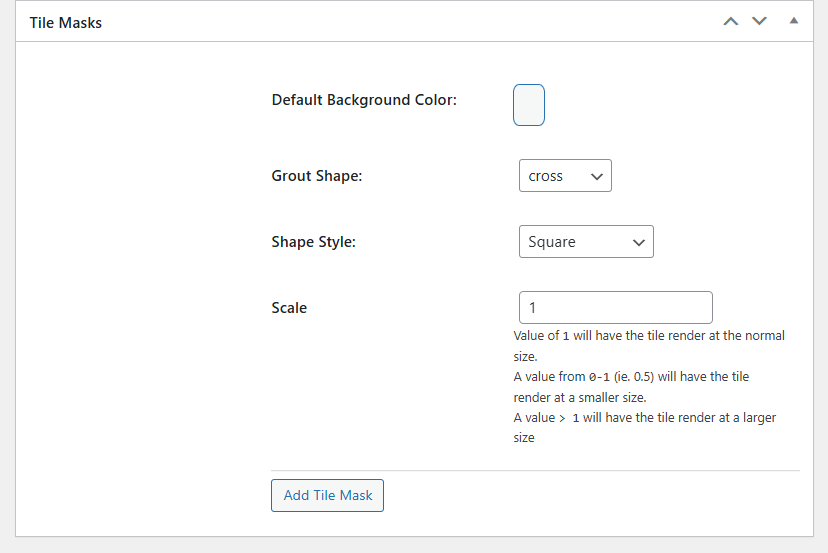 Tile Masks
Default Background Color:
Grout Shape:
cross
Shape Style:
Square
Scale
1
Value of 1 will have the tile render at the normal
size.
A value from 0-1 (ie. 0.5) will have the tile
render at a smaller size.
A value > 1 will have the tile render at a larger
size
Add Tile Mask